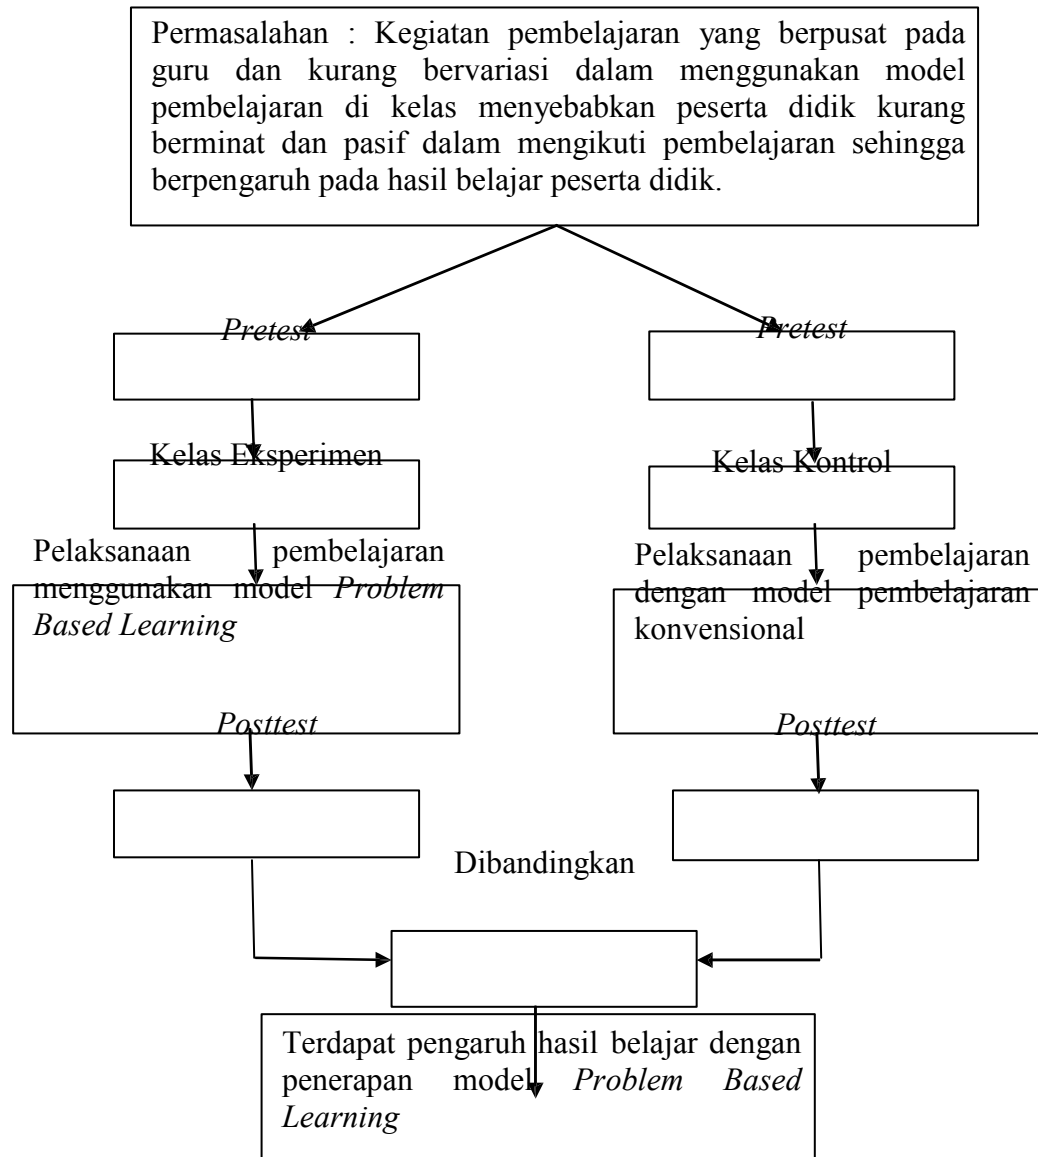 Permasalahan : Kegiatan pembelajaran yang berpusat pada
guru dan kurang bervariasi dalam menggunakan model
pembelajaran di kelas menyebabkan peserta didik kurang
berminat dan pasif dalam mengikuti pembelajaran sehingga
berpengaruh pada hasil belajar peserta didik.
Pretest
Pretest
Kelas Eksperimen
Kelas Kontrol
Pelaksanaan pembelajaran
menggunakan model Problem
Based Learning
Pelaksanaan pembelajaran
dengan model pembelajaran
konvensional
Posttest
Posttest
Dibandingkan
Terdapat pengaruh hasil belajar dengan
penerapan model Problem Based
Learning